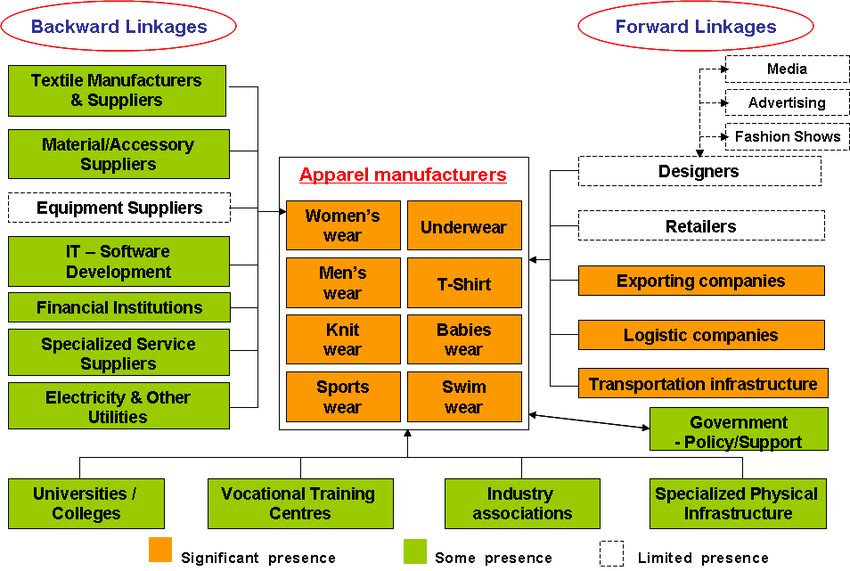 Backward Linkages
Forward Linkages
Textile Manufacturers
& Suppliers
Material/Accessory
Suppliers
Equipment Suppliers
IT – Software
Development
Financial Institutions
Specialized Service
Suppliers
Electricity & Other
Utilities
Apparel manufacturers
Women's
wear
Underwear
Men's
wear
T-Shirt
Knit
wear
Babies
wear
Sports
wear
Swim
wear
Media
Advertising
Fashion Shows
Designers
Retailers
Exporting companies
Logistic companies
Transportation infrastructure
Government
- Policy/Support
Universities /
Colleges
Vocational Training
Centres
Industry
associations
Specialized Physical
Infrastructure
Significant presence
Some presence
Limited presence